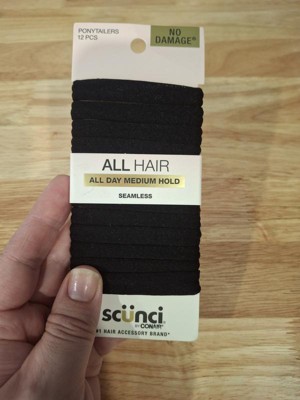 PONYTAILERS
12 PCS
NO
DAMAGE*
ALL HAIR
ALL DAY MEDIUM HOLD
SEAMLESS
scünci
BY CONAIR
#1 HAIR ACCESSORY BRAND*